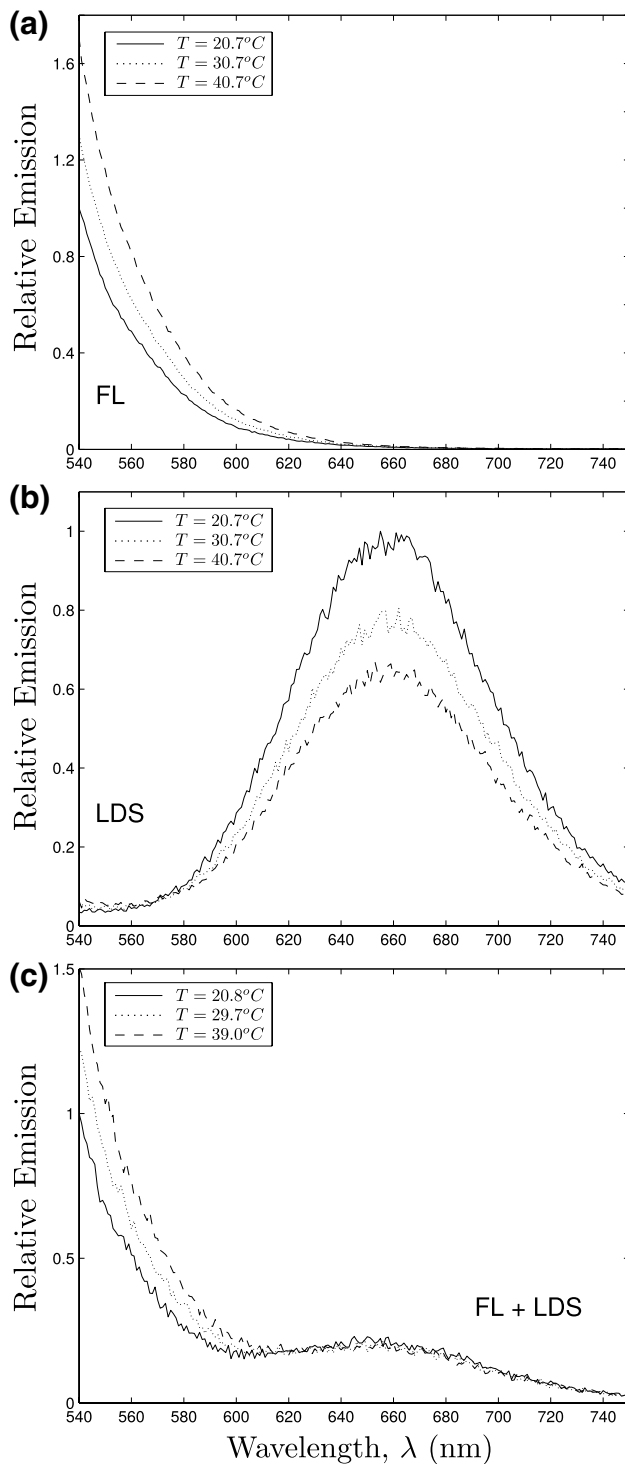 (a)
T = 20.7°C
T = 30.7°C
T = 40.7°C
1.6
1.2
0.8
0.4
0
Relative Emission
FL
540 560 580 600 620 640 660 680 700 720 740
(b)
T = 20.7°C
T = 30.7°C
T = 40.7°C
1
0.8
0.6
0.4
0.2
0
Relative Emission
LDS
540 560 580 600 620 640 660 680 700 720 740
(c)
T = 20.8°C
T = 29.7°C
T = 39.0°C
1.5
1
0.5
0
Relative Emission
FL + LDS
540 560 580 600 620 640 660 680 700 720 740
Wavelength, λ (nm)